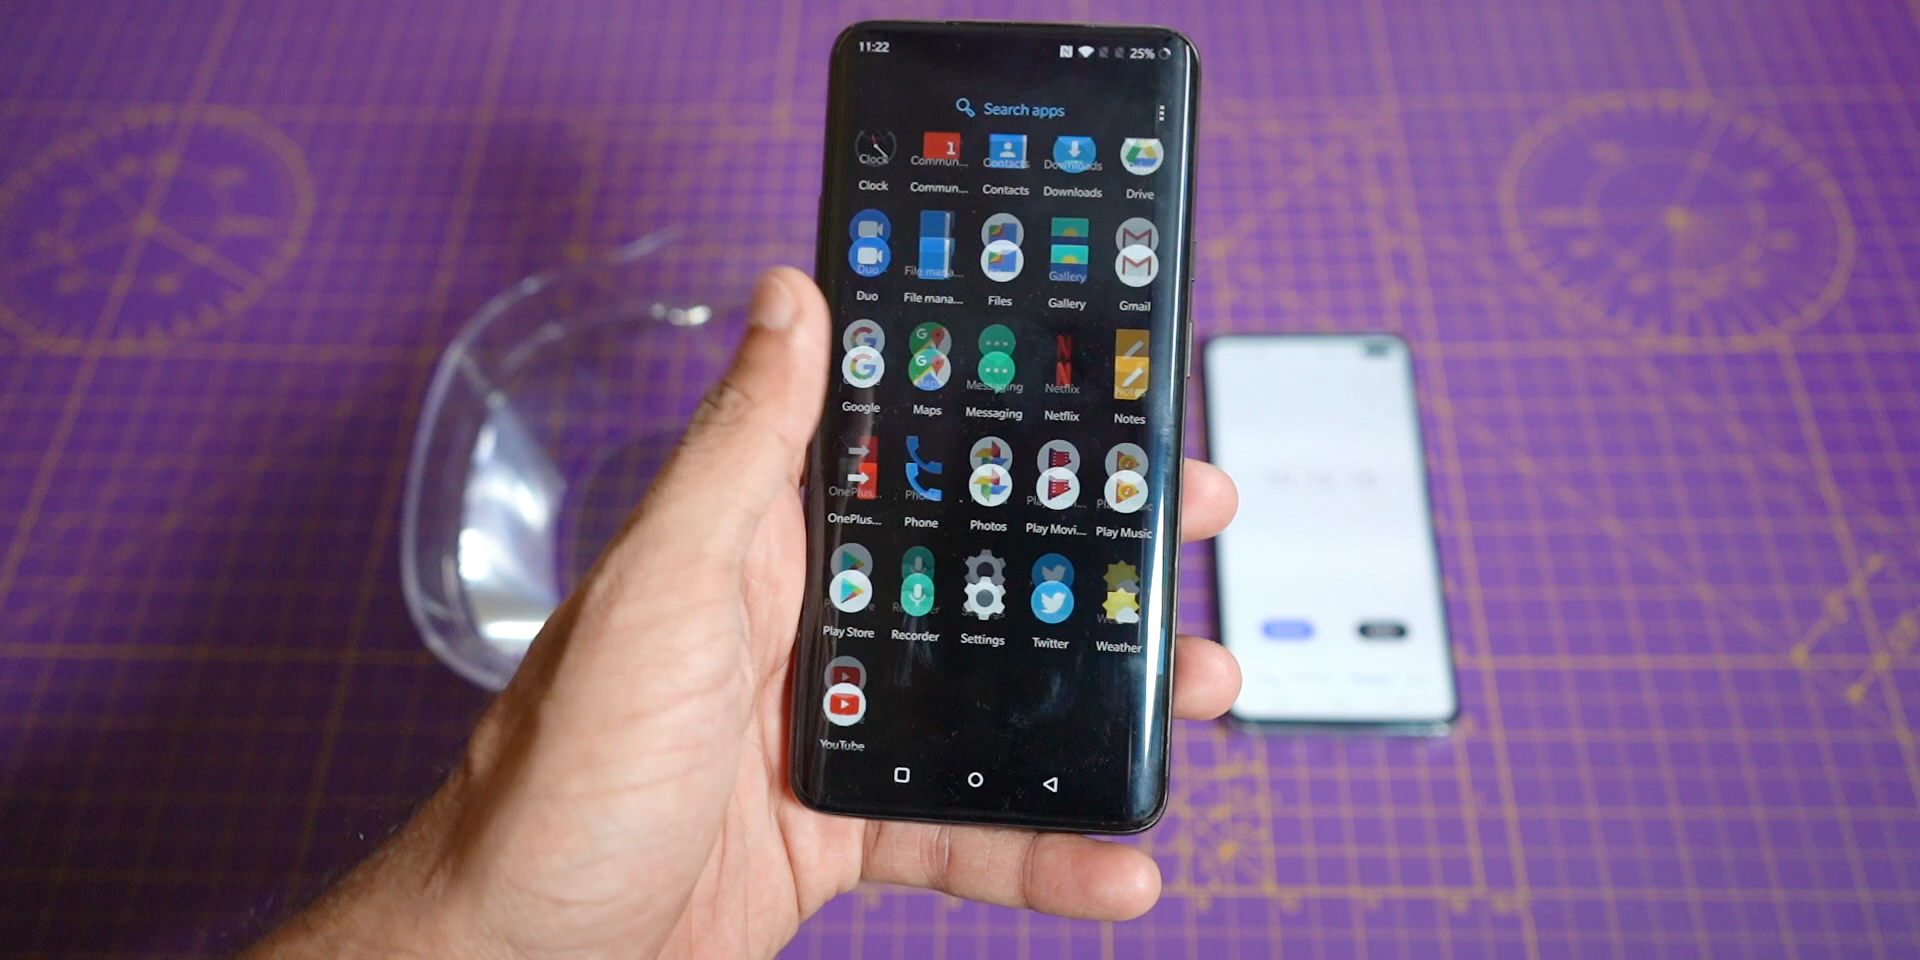 11:22 25%
Search apps
Clock Commun... Contacts Downloads Drive
Duo File mana... Files Gallery Gmail
Google Maps Messaging Netflix Notes
OnePlus... Phone Photos Play Movi... Play Music
Play Store Recorder Settings Twitter Weather
YouTube